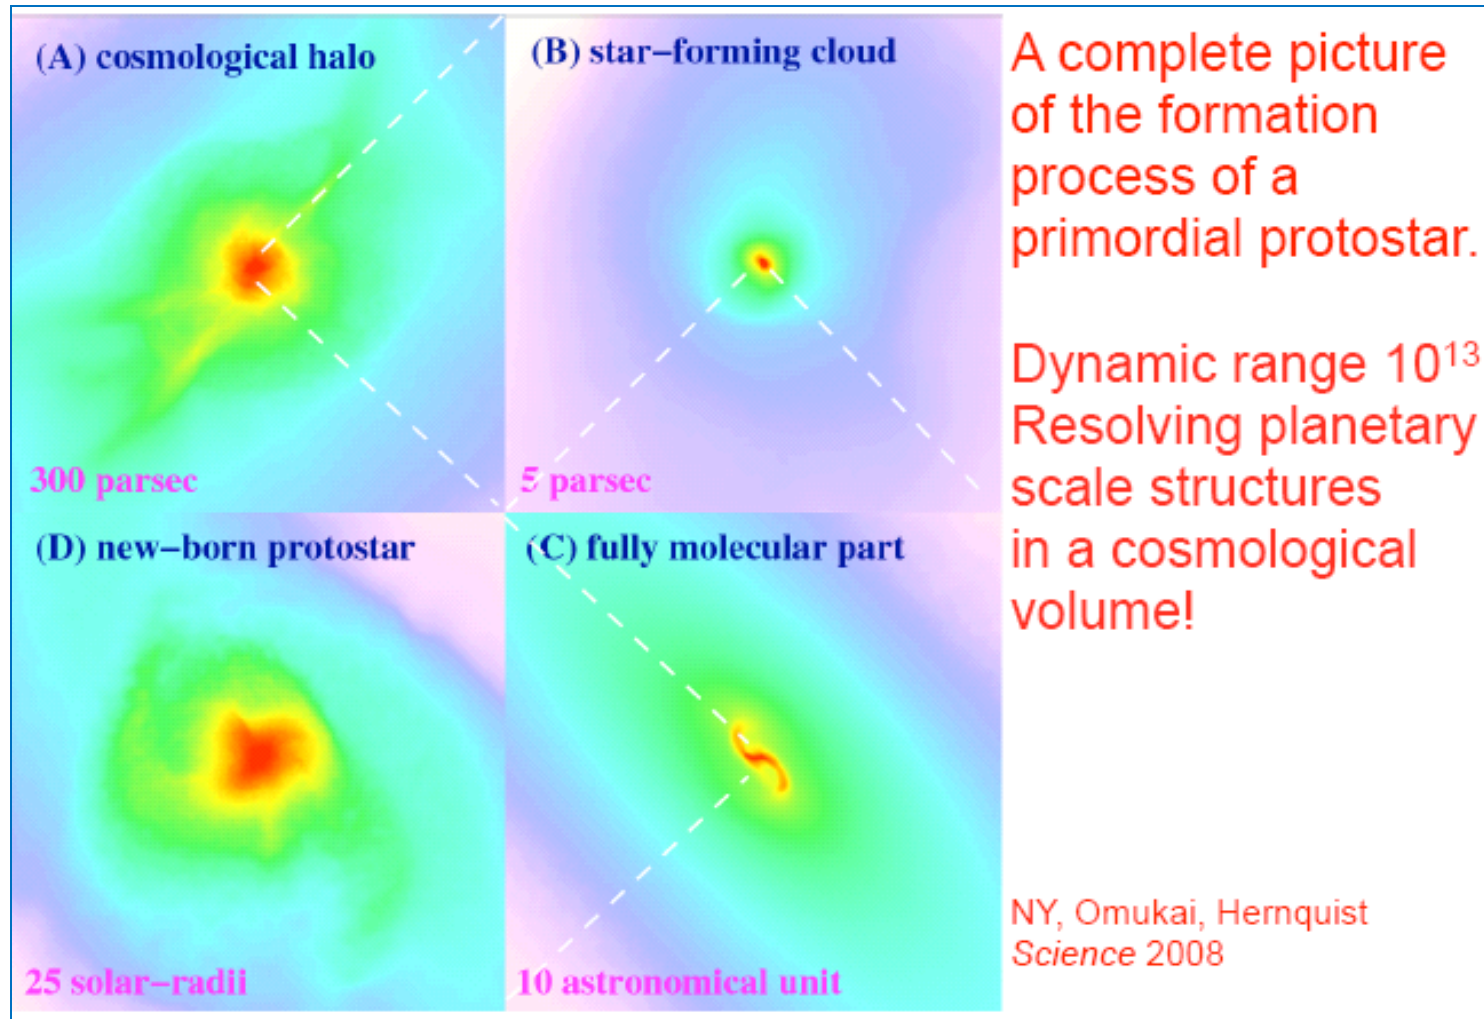 (A) cosmological halo
300 parsec
(B) star-forming cloud
5 parsec
(D) new-born protostar
25 solar-radii
(C) fully molecular part
10 astronomical unit
A complete picture
of the formation
process of a
primordial protostar.
Dynamic range 10¹³
Resolving planetary
scale structures
in a cosmological
volume!
NY, Omukai, Hernquist
Science 2008